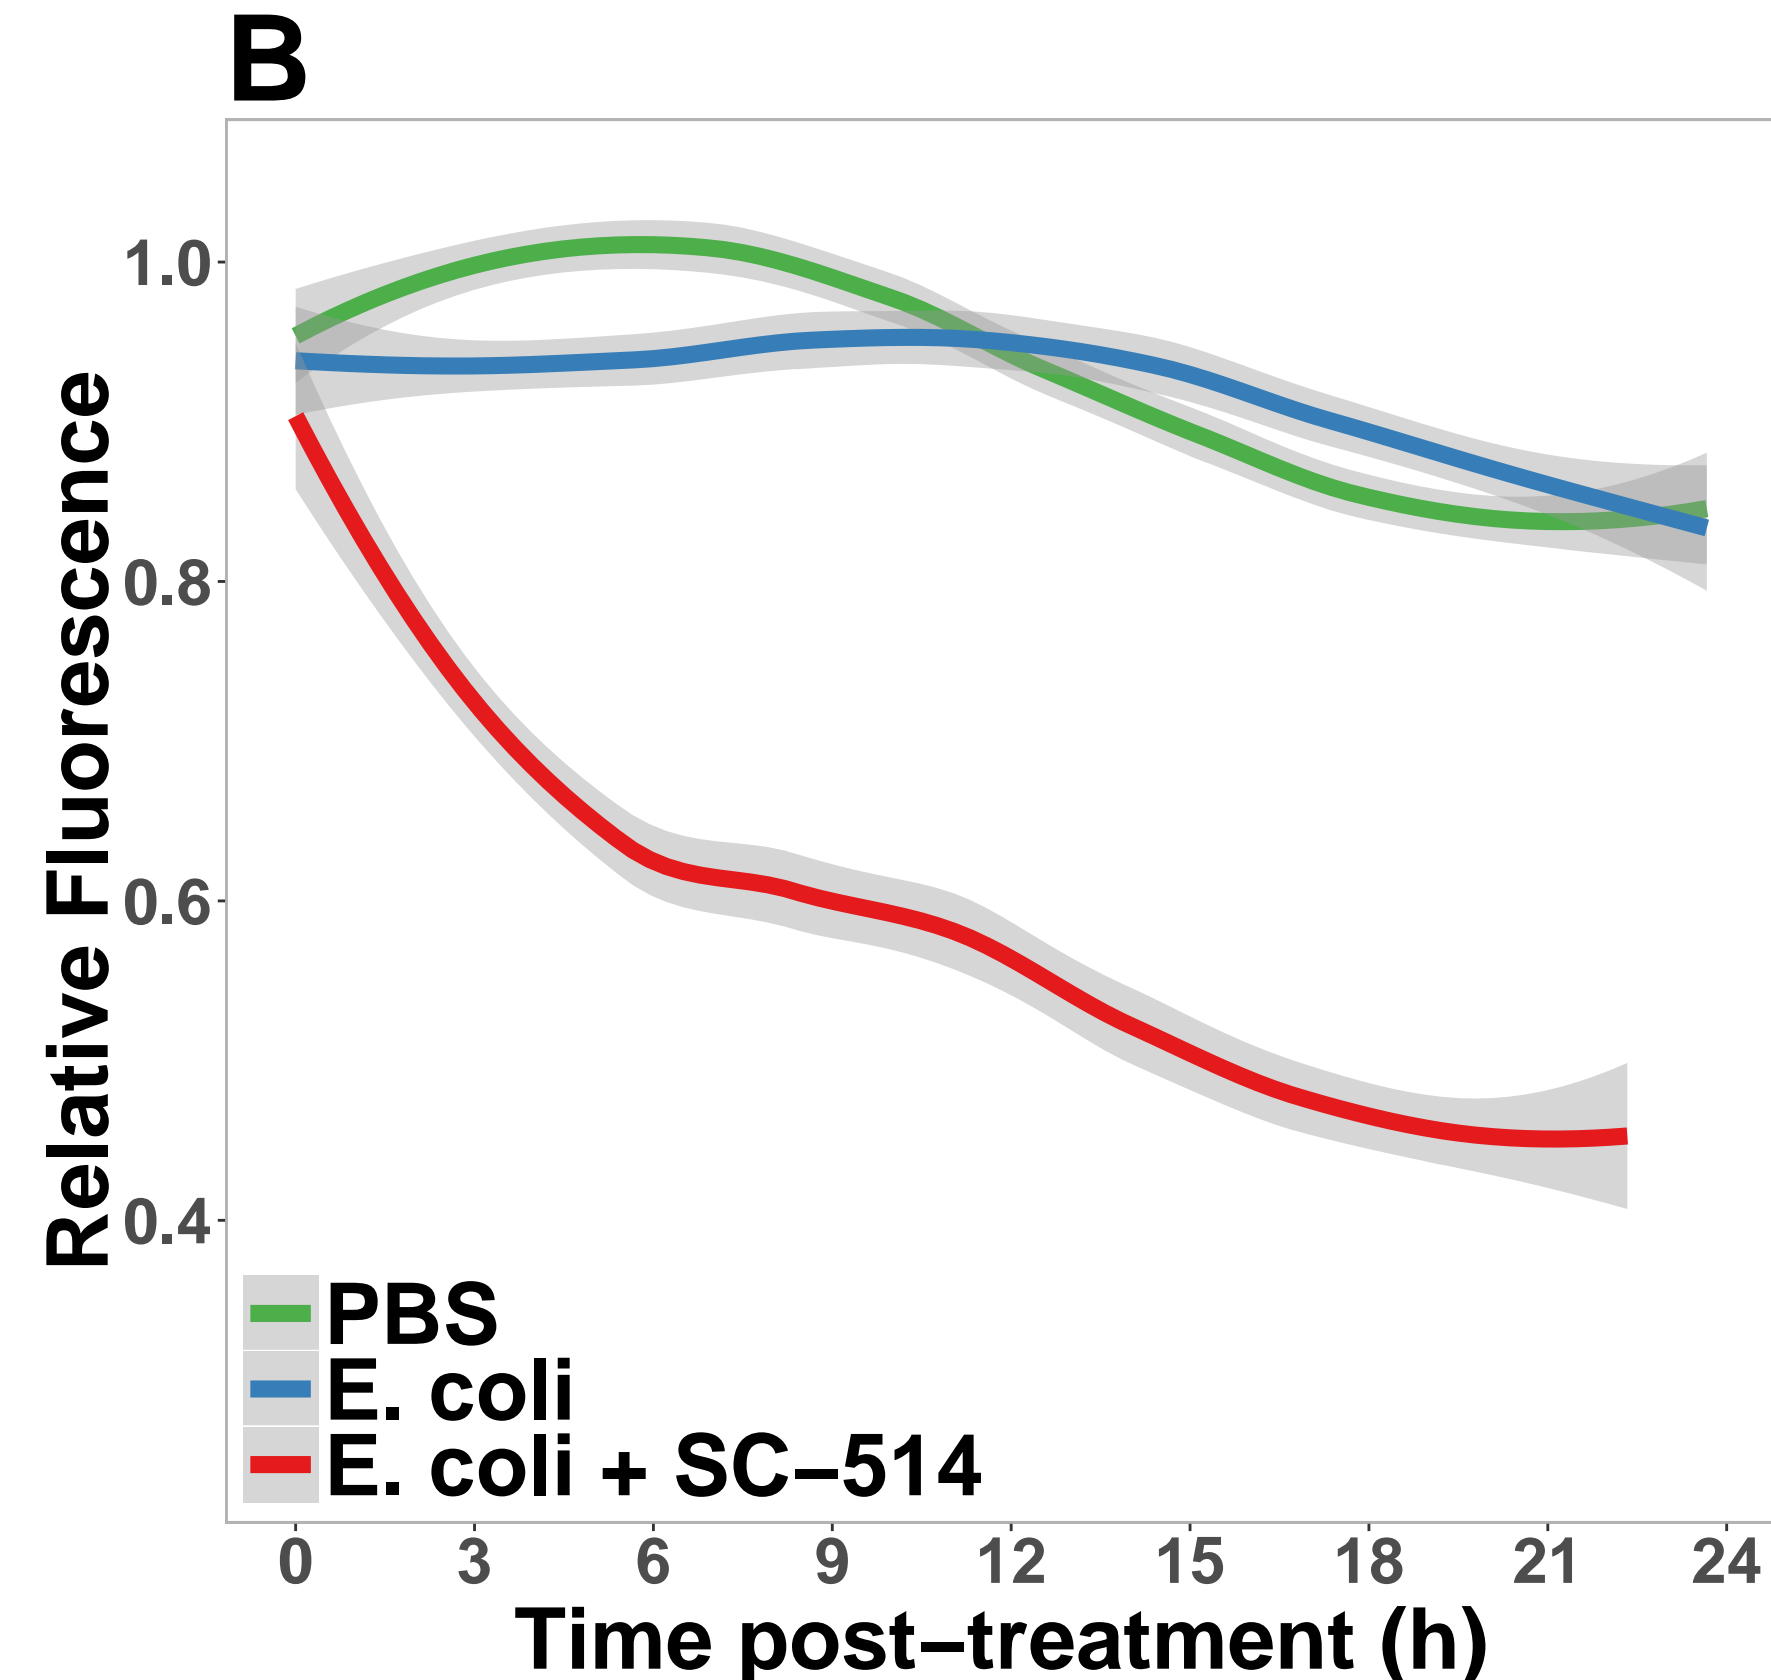 B
Relative Fluorescence
1.0
0.8
0.6
0.4
PBS
E. coli
E. coli + SC−514
0 3 6 9 12 15 18 21 24
Time post−treatment (h)